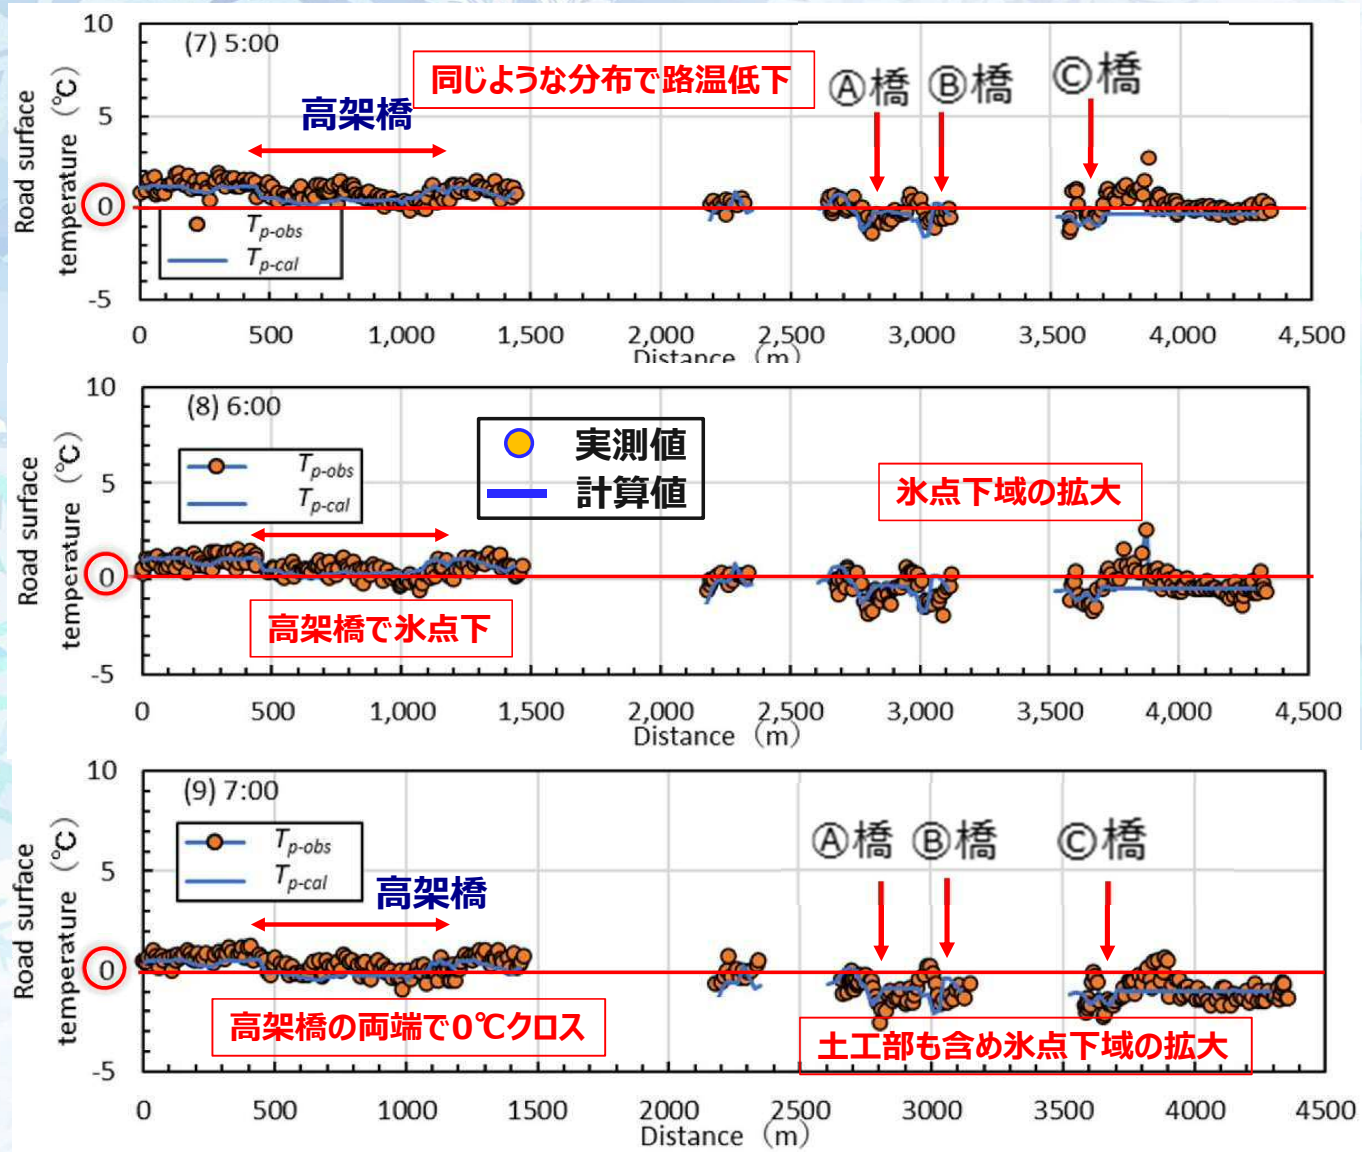 10
(7) 5:00
同じような分布で路温低下
Ⓐ橋 Ⓑ橋 Ⓒ橋
高架橋
Road surface
temperature (℃)
5
0
-5
Tp-obs
Tp-cal
0 500 1,000 1,500 2,000 2,500 3,000 3,500 4,000 4,500
Distance (m)
10
(8) 6:00
実測値
計算値
Tp-obs
Tp-cal
氷点下域の拡大
Road surface
temperature (℃)
5
0
高架橋で氷点下
-5
0 500 1,000 1,500 2,000 2,500 3,000 3,500 4,000 4,500
Distance (m)
10
(9) 7:00
Tp-obs
Tp-cal
Ⓐ橋 Ⓑ橋 Ⓒ橋
高架橋
Road surface
temperature (℃)
5
0
高架橋の両端で0℃クロス
土工部も含め氷点下域の拡大
-5
0 500 1000 1500 2000 2500 3000 3500 4000 4500
Distance (m)